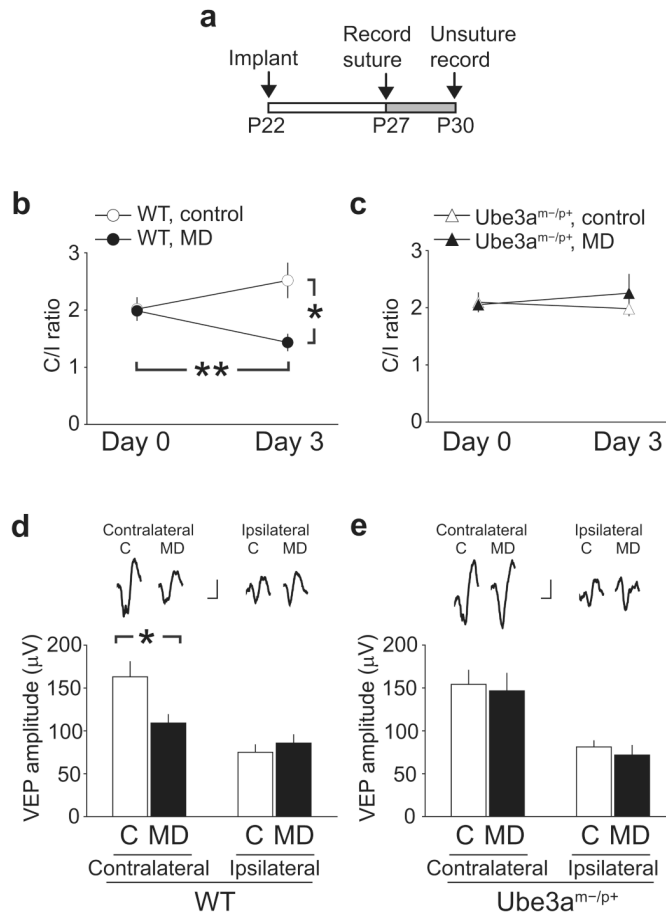 a
Implant
Record
suture
Unsuture
record
P22
P27
P30
b
WT, control
WT, MD
C/I ratio
3
2
1
0
*
**
Day 0
Day 3
c
Ube3a^m−/p+, control
Ube3a^m−/p+, MD
C/I ratio
3
2
1
0
Day 0
Day 3
d
Contralateral
C MD
Ipsilateral
C MD
VEP amplitude (μV)
200
150
100
50
0
*
C MD C MD
Contralateral Ipsilateral
WT
e
Contralateral
C MD
Ipsilateral
C MD
VEP amplitude (μV)
200
150
100
50
0
C MD C MD
Contralateral Ipsilateral
Ube3a^m−/p+